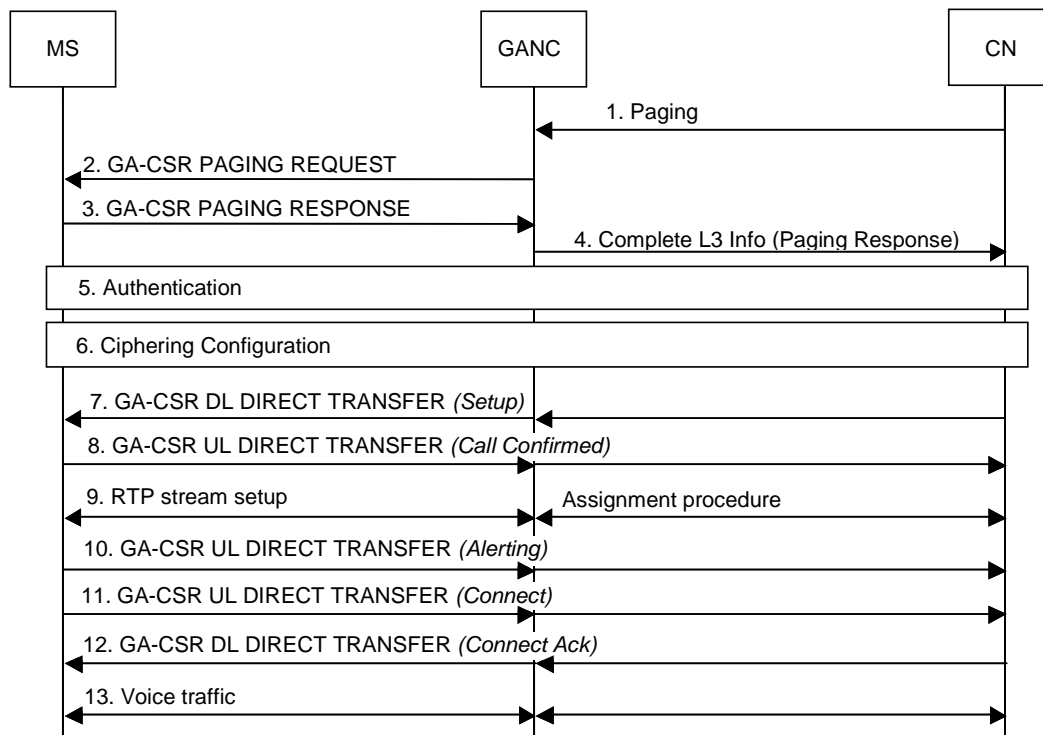 MS
GANC
CN
1. Paging
2. GA-CSR PAGING REQUEST
3. GA-CSR PAGING RESPONSE
4. Complete L3 Info (Paging Response)
5. Authentication
6. Ciphering Configuration
7. GA-CSR DL DIRECT TRANSFER (Setup)
8. GA-CSR UL DIRECT TRANSFER (Call Confirmed)
9. RTP stream setup
Assignment procedure
10. GA-CSR UL DIRECT TRANSFER (Alerting)
11. GA-CSR UL DIRECT TRANSFER (Connect)
12. GA-CSR DL DIRECT TRANSFER (Connect Ack)
13. Voice traffic